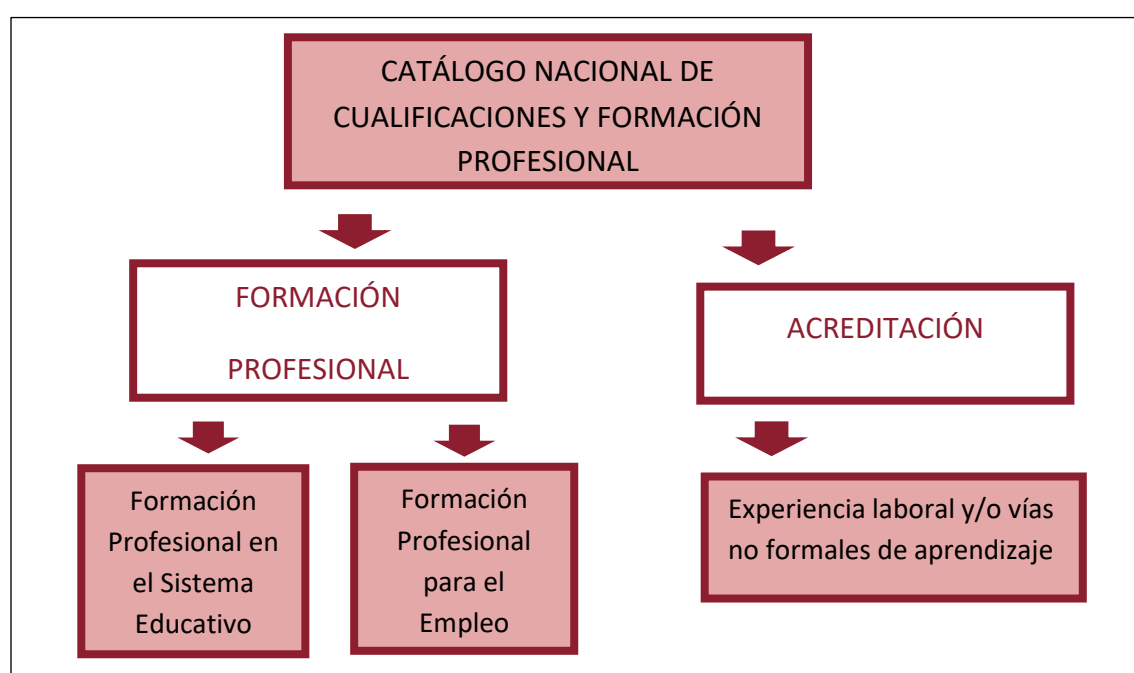 CATÁLOGO NACIONAL DE
CUALIFICACIONES Y FORMACIÓN
PROFESIONAL
FORMACIÓN
PROFESIONAL
ACREDITACIÓN
Formación
Profesional en
el Sistema
Educativo
Formación
Profesional
para el
Empleo
Experiencia laboral y/o vías
no formales de aprendizaje